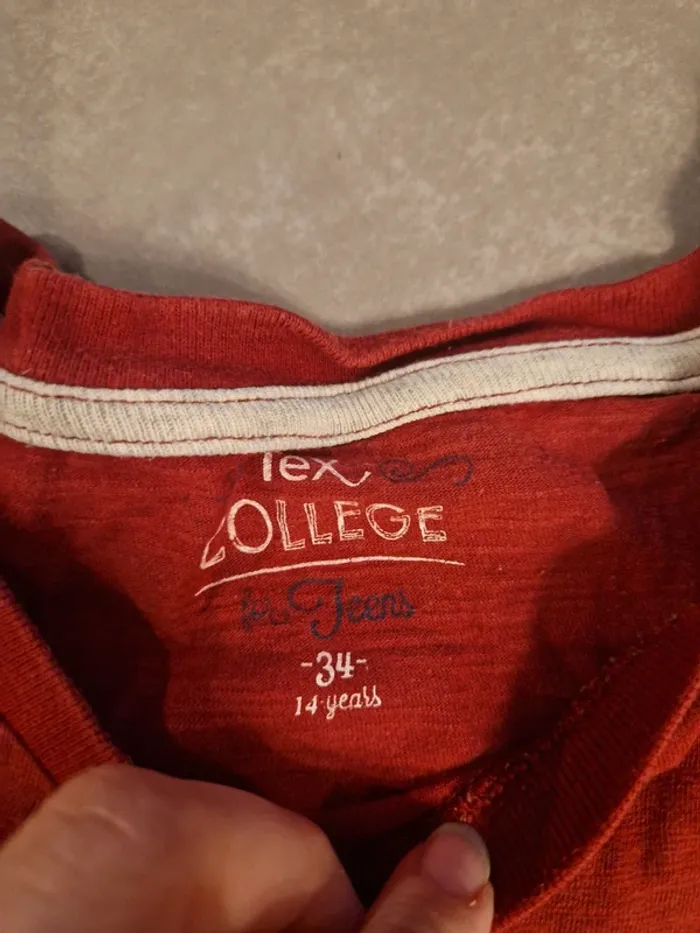 Tex
COLLEGE
for Teens
-34-
14 years